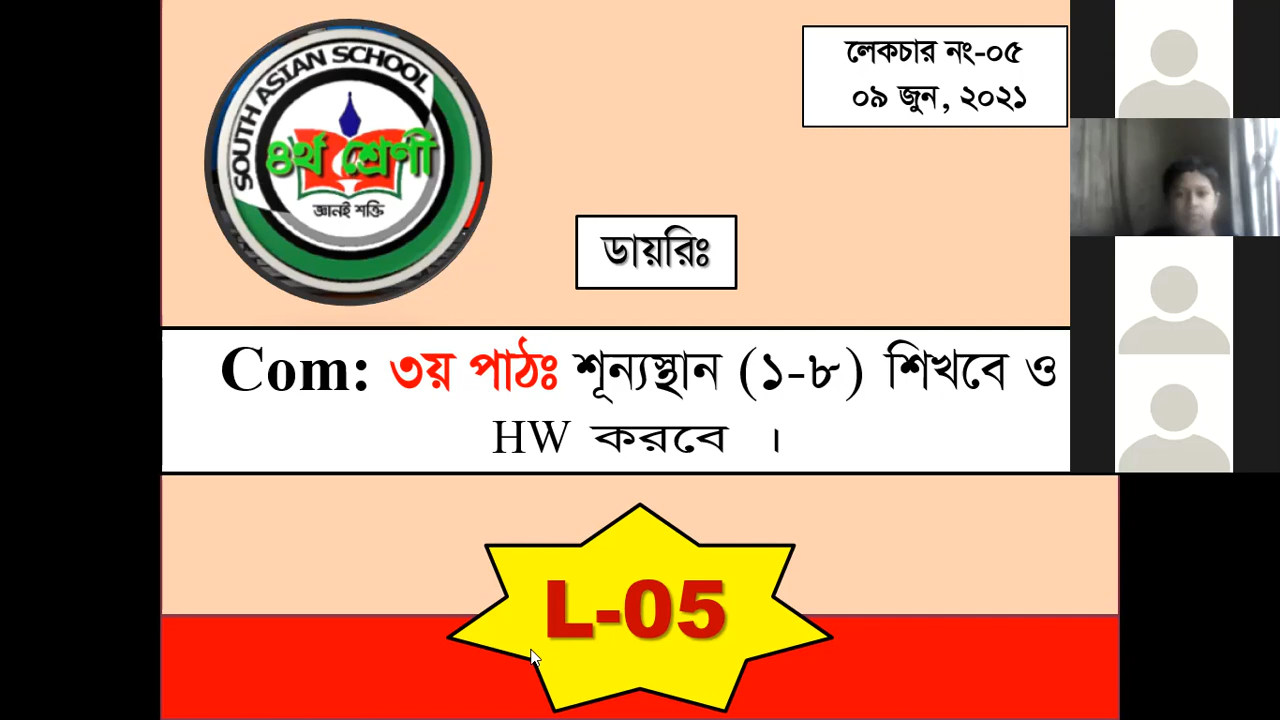 SOUTH ASIAN SCHOOL
৪র্থ শ্রেণী
জ্ঞানই শক্তি
লেকচার নং-০৫
০৯ জুন, ২০২১
ডায়রিঃ
Com: ৩য় পাঠঃ শূন্যস্থান (১-৮) শিখবে ও
HW করবে ।
L-05